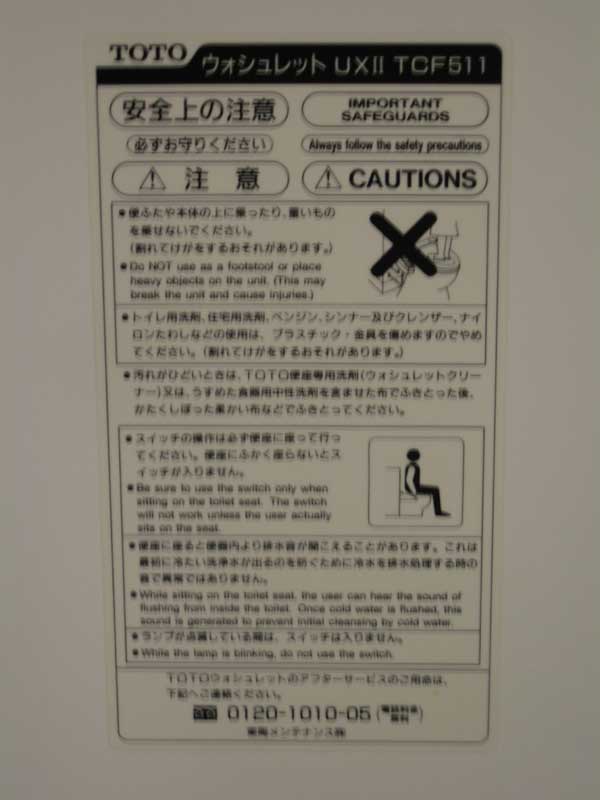 TOTO ウォシュレット UXII TCF511
安全上の注意
IMPORTANT SAFEGUARDS
必ずお守りください
Always follow the safety precautions
注意
CAUTIONS
●便ふたや本体の上に乗ったり、重いもの
を乗せないでください。
(割れてけがをするおそれがあります。)
●Do NOT use as a footstool or place
heavy objects on the unit. (This may
break the unit and cause injuries.)
●トイレ用洗剤、住宅用洗剤、ベンジン、シンナー及びクレンザー、ナイ
ロンたわしなどの使用は、プラスチック・金具を傷めますのでやめ
てください。(割れてけがをするおそれがあります。)
●汚れがひどいときは、TOTO便座専用洗剤(ウォシュレットクリー
ナー)又は、うすめた食器用中性洗剤を含ませた布でふきとった後、
かたくしぼった柔かい布などでふきとってください。
●スイッチの操作は必ず便座に座って行っ
てください。便座にふかく座らないとス
イッチが入りません。
●Be sure to use the switch only when
sitting on the toilet seat. The switch
will not work unless the user actually
sits on the seat.
●便座に座ると便器内より排水音が聞こえることがあります。これは
最初に冷たい洗浄水が出るのを防ぐために冷水を排水処理する時の
音で異常ではありません。
●While sitting on the toilet seat, the user can hear the sound of
flushing from inside the toilet. Once cold water is flushed, this
sound is generated to prevent initial cleansing by cold water.
●ランプが点滅している間は、スイッチは入りません。
●While the lamp is blinking, do not use the switch.
TOTOウォシュレットのアフターサービスのご用命は、
下記へご連絡ください。
0120-1010-05 (電話料金無料)
東陶メンテナンス㈱